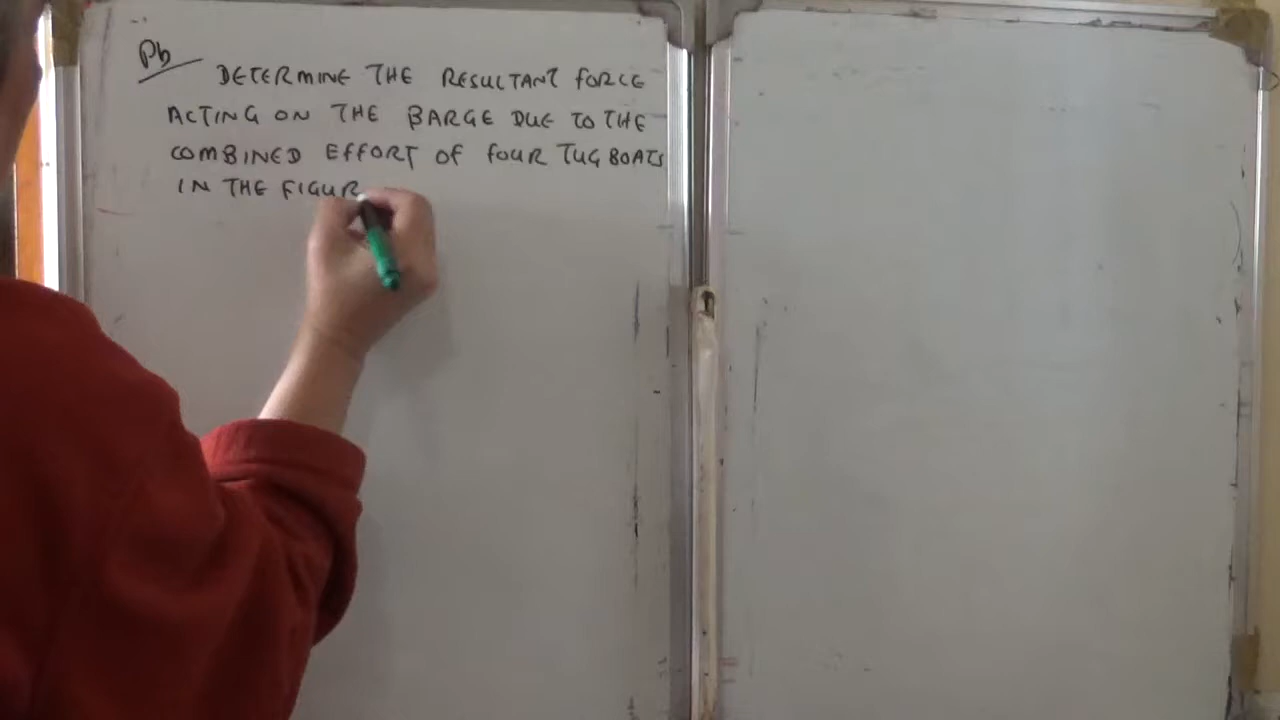 Pb
DETERMINE THE RESULTANT FORCE
ACTING ON THE BARGE DUE TO THE
COMBINED EFFORT OF FOUR TUGBOATS
IN THE FIGUR